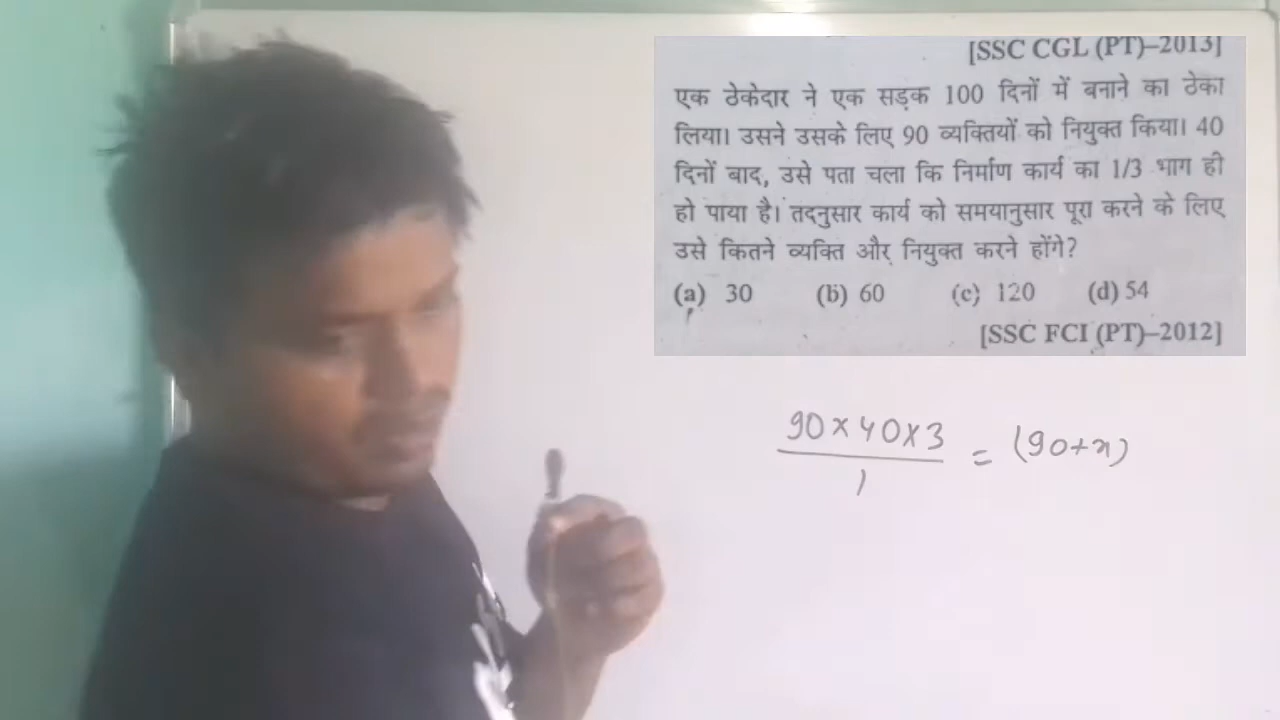 [SSC CGL (PT)–2013]
एक ठेकेदार ने एक सड़क 100 दिनों में बनाने का ठेका
लिया। उसने उसके लिए 90 व्यक्तियों को नियुक्त किया। 40
दिनों बाद, उसे पता चला कि निर्माण कार्य का 1/3 भाग ही
हो पाया है। तदनुसार कार्य को समयानुसार पूरा करने के लिए
उसे कितने व्यक्ति और नियुक्त करने होंगे?
(a) 30 (b) 60 (c) 120 (d) 54
[SSC FCI (PT)–2012]
90×40×3 = (90+x)
1